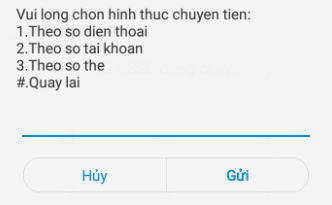 Vui long chon hinh thuc chuyen tien:
1.Theo so dien thoai
2.Theo so tai khoan
3.Theo so the
#.Quay lai
Hủy
Gửi